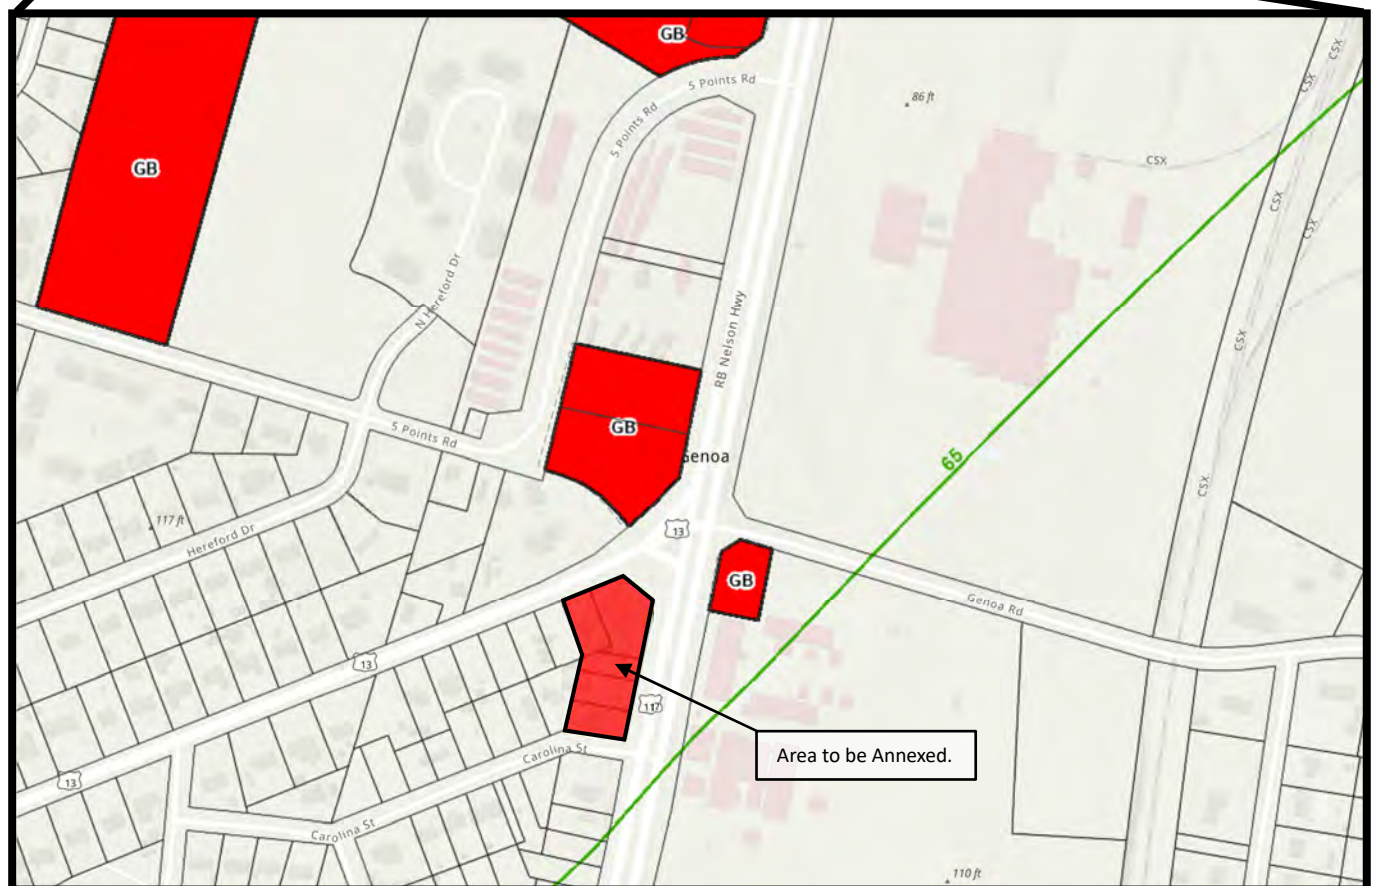 GB
CSX
CSX
5 Points Rd
86 ft
5 Points Rd
CSX
GB
CSX
CSX
N Hereford Dr
RB Nelson Hwy
CSX
GB
5 Points Rd
Genoa
65
CSX
117 ft
13
Hereford Dr
GB
Genoa Rd
13
117
Carolina St
Area to be Annexed.
13
Carolina St
110 ft